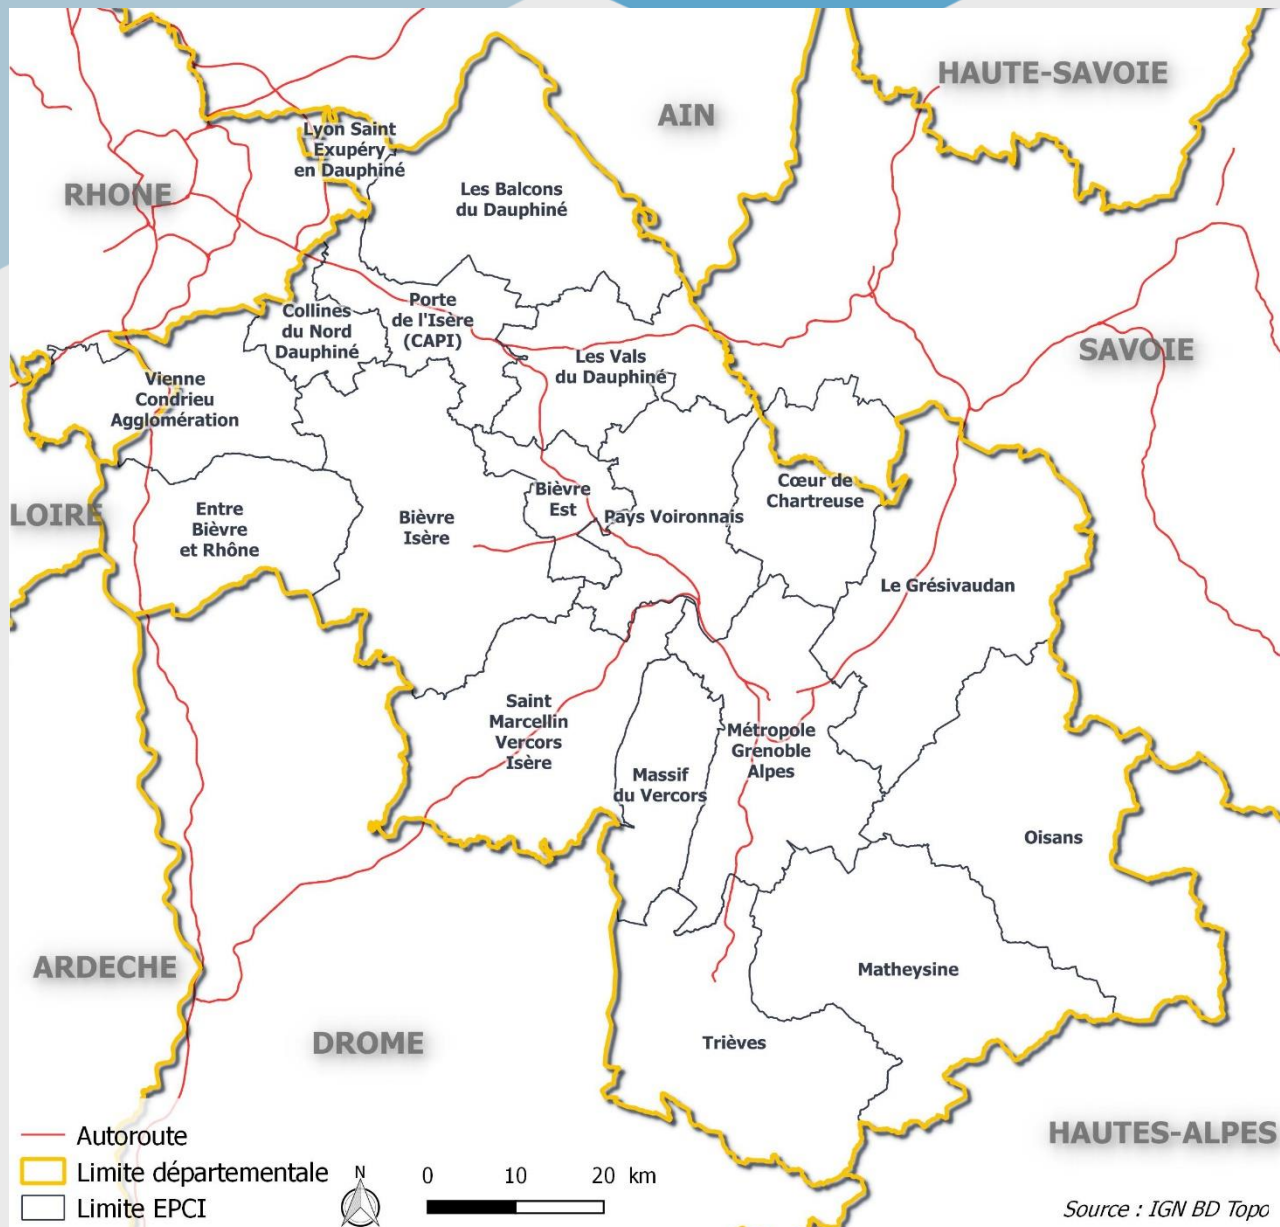 HAUTE-SAVOIE
AIN
Lyon Saint
Exupéry
en Dauphiné
RHONE
Les Balcons
du Dauphiné
Porte
de l'Isère
(CAPI)
Collines
du Nord
Dauphiné
SAVOIE
Les Vals
du Dauphiné
Vienne
Condrieu
Agglomération
Cœur de
Chartreuse
Bièvre
Est
LOIRE
Entre
Bièvre
et Rhône
Bièvre
Isère
Pays Voironnais
Le Grésivaudan
Saint
Marcellin
Vercors
Isère
Métropole
Grenoble
Alpes
Massif
du Vercors
Oisans
ARDECHE
Matheysine
DROME
Trièves
HAUTES-ALPES
Autoroute
Limite départementale
Limite EPCI
N
0 10 20 km
Source : IGN BD Topo